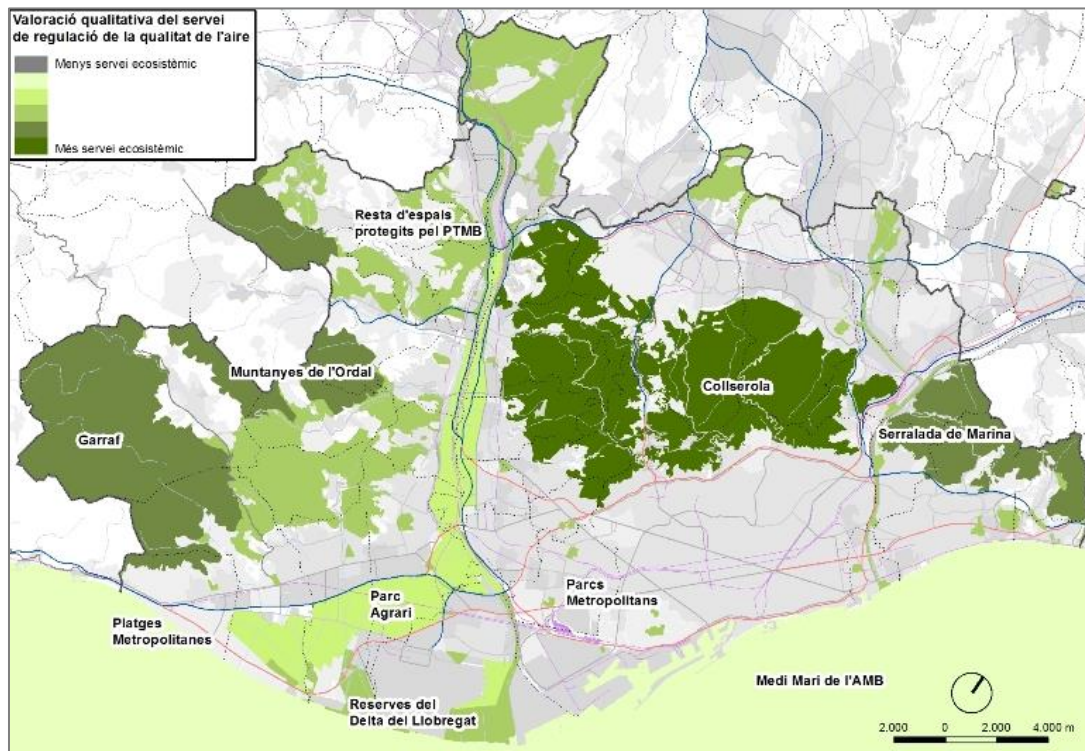 Valoració qualitativa del servei
de regulació de la qualitat de l'aire
Menys servei ecosistèmic
Més servei ecosistèmic
Resta d'espais
protegits pel PTMB
Muntanyes de l'Ordal
Garraf
Collserola
Serralada de Marina
Parc
Agrari
Parcs
Metropolitans
Platges
Metropolitanes
Reserves del
Delta del Llobregat
Medi Marí de l'AMB
2.000 0 2.000 4.000 m